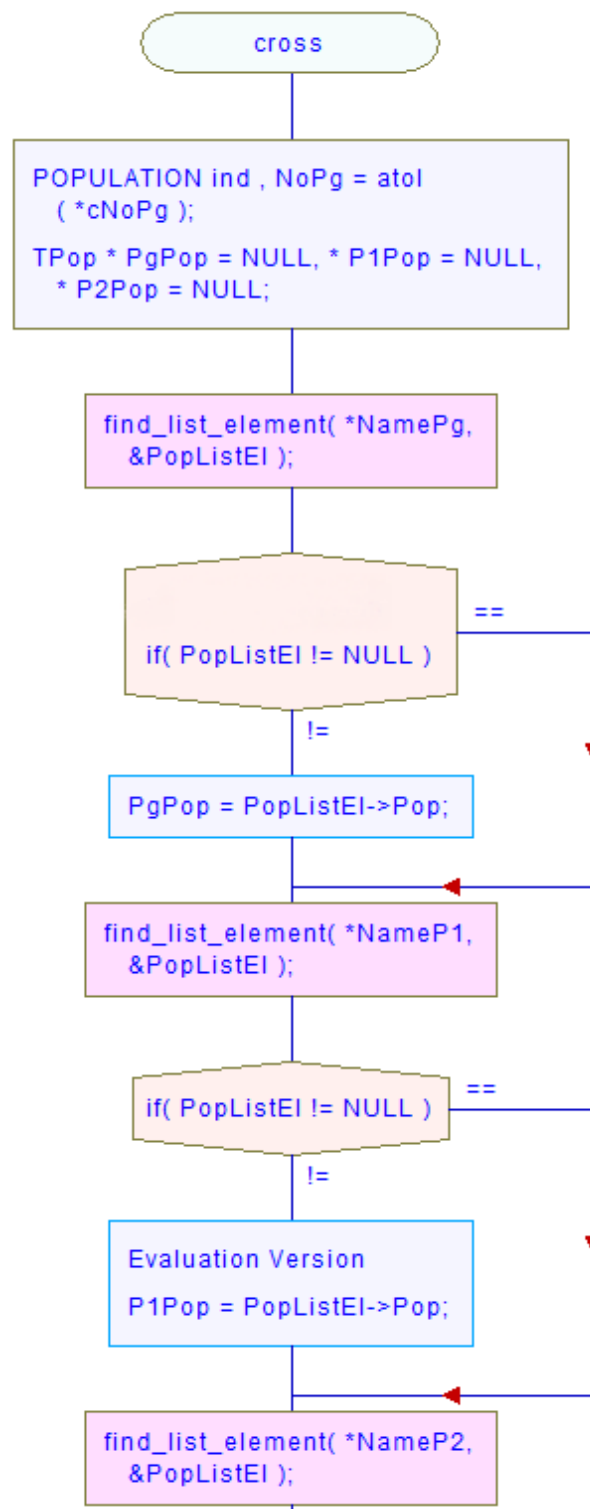 cross
POPULATION ind , NoPg = atol
( *cNoPg );
TPop * PgPop = NULL, * P1Pop = NULL,
* P2Pop = NULL;
find_list_element( *NamePg,
&PopListEl );
if( PopListEl != NULL )
==
!=
PgPop = PopListEl->Pop;
find_list_element( *NameP1,
&PopListEl );
if( PopListEl != NULL )
==
!=
Evaluation Version
P1Pop = PopListEl->Pop;
find_list_element( *NameP2,
&PopListEl );